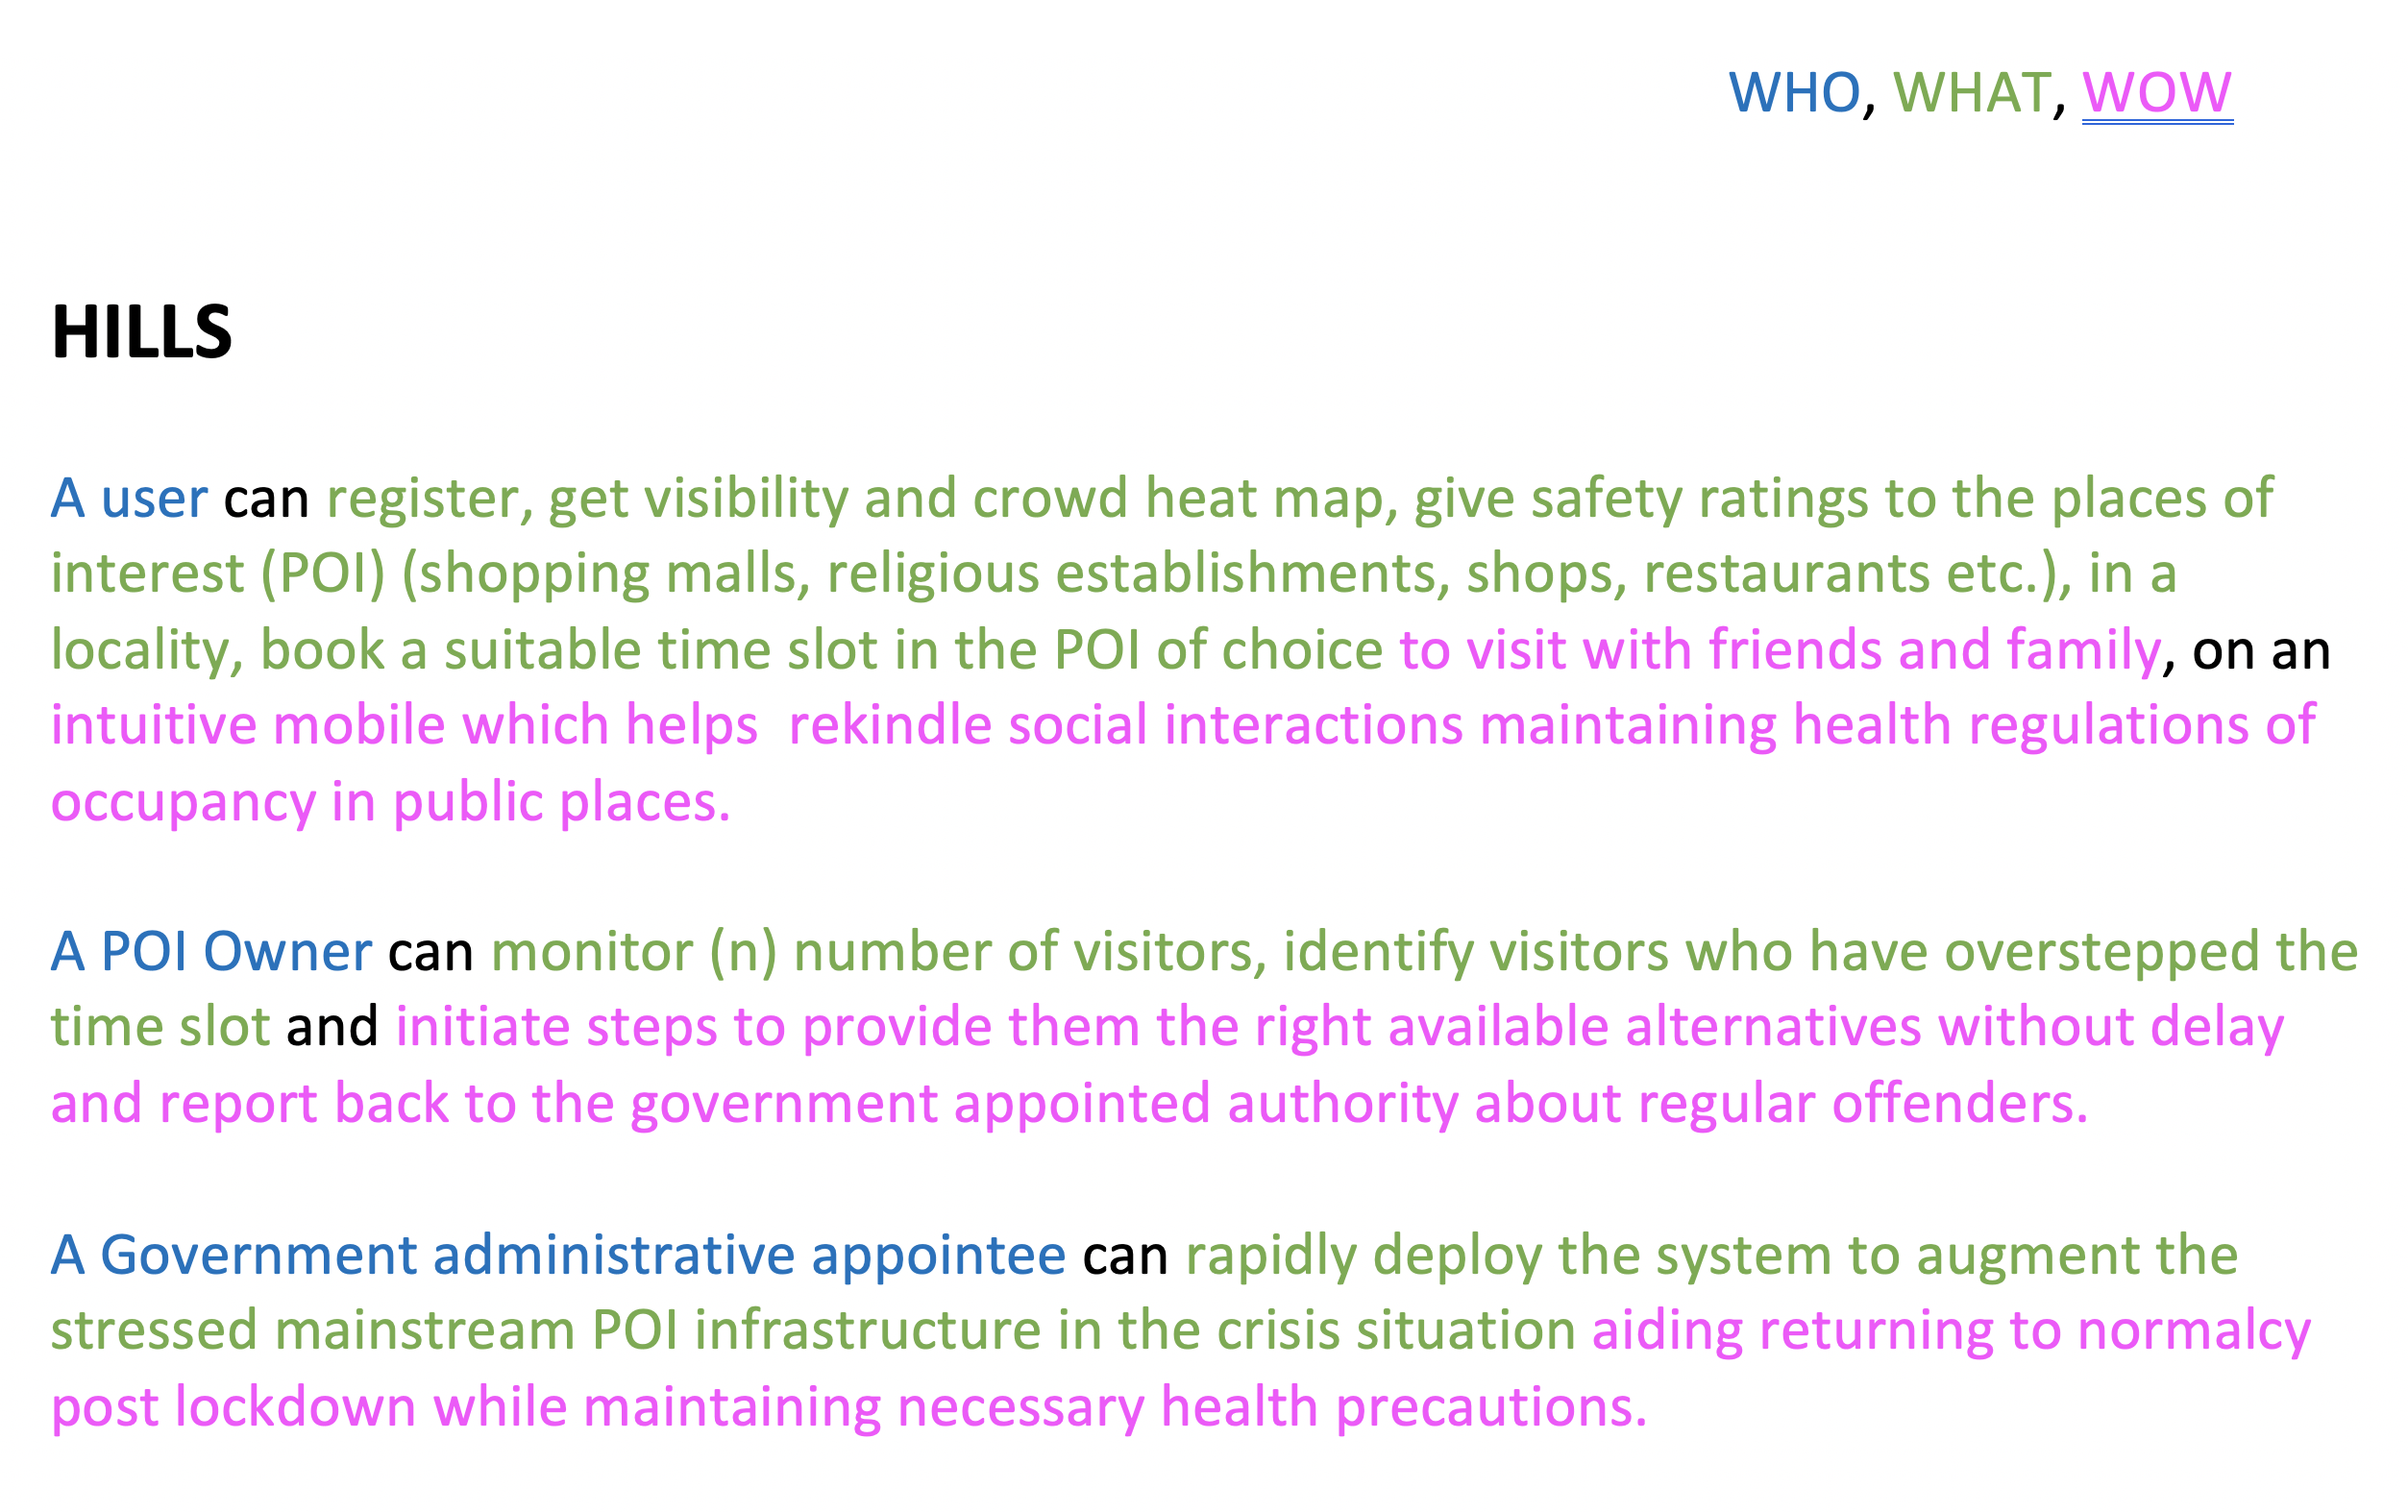 WHO, WHAT, WOW
HILLS
A user can register, get visibility and crowd heat map, give safety ratings to the places of
interest (POI) (shopping malls, religious establishments, shops, restaurants etc.), in a
locality, book a suitable time slot in the POI of choice to visit with friends and family, on an
intuitive mobile which helps  rekindle social interactions maintaining health regulations of
occupancy in public places.
A POI Owner can monitor (n) number of visitors, identify visitors who have overstepped the
time slot and initiate steps to provide them the right available alternatives without delay
and report back to the government appointed authority about regular offenders.
A Government administrative appointee can rapidly deploy the system to augment the
stressed mainstream POI infrastructure in the crisis situation aiding returning to normalcy
post lockdown while maintaining necessary health precautions.